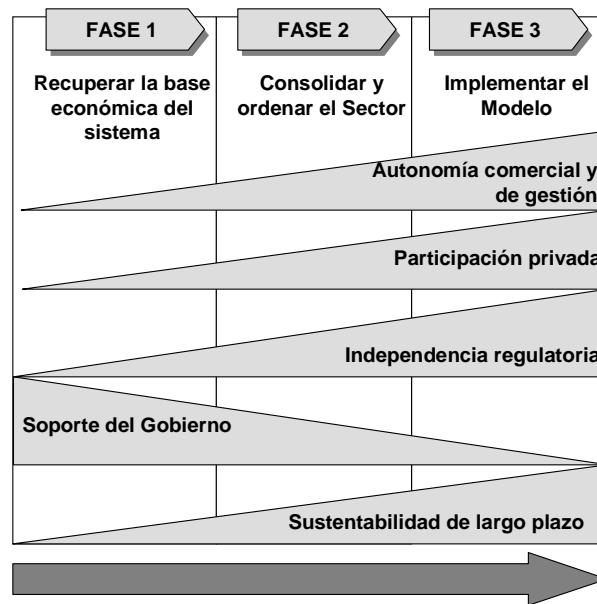 FASE 1
FASE 2
FASE 3
Recuperar la base
económica del
sistema
Consolidar y
ordenar el Sector
Implementar el
Modelo
Autonomía comercial y
de gestión
Participación privada
Independencia regulatoria
Soporte del Gobierno
Sustentabilidad de largo plazo